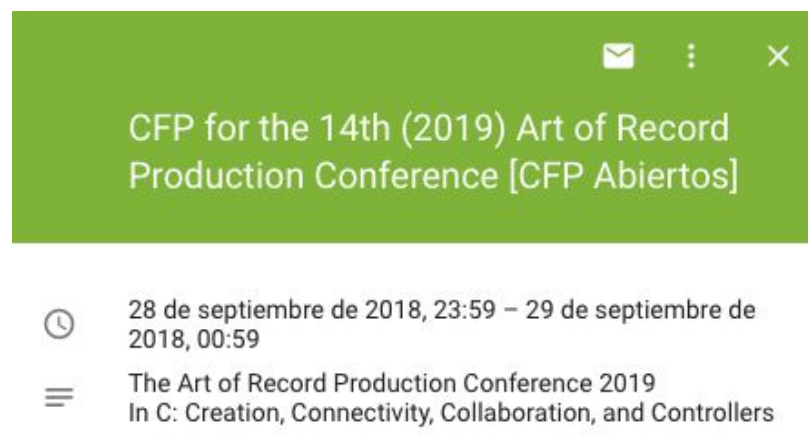 CFP for the 14th (2019) Art of Record
Production Conference [CFP Abiertos]
28 de septiembre de 2018, 23:59 – 29 de septiembre de
2018, 00:59
The Art of Record Production Conference 2019
In C: Creation, Connectivity, Collaboration, and Controllers